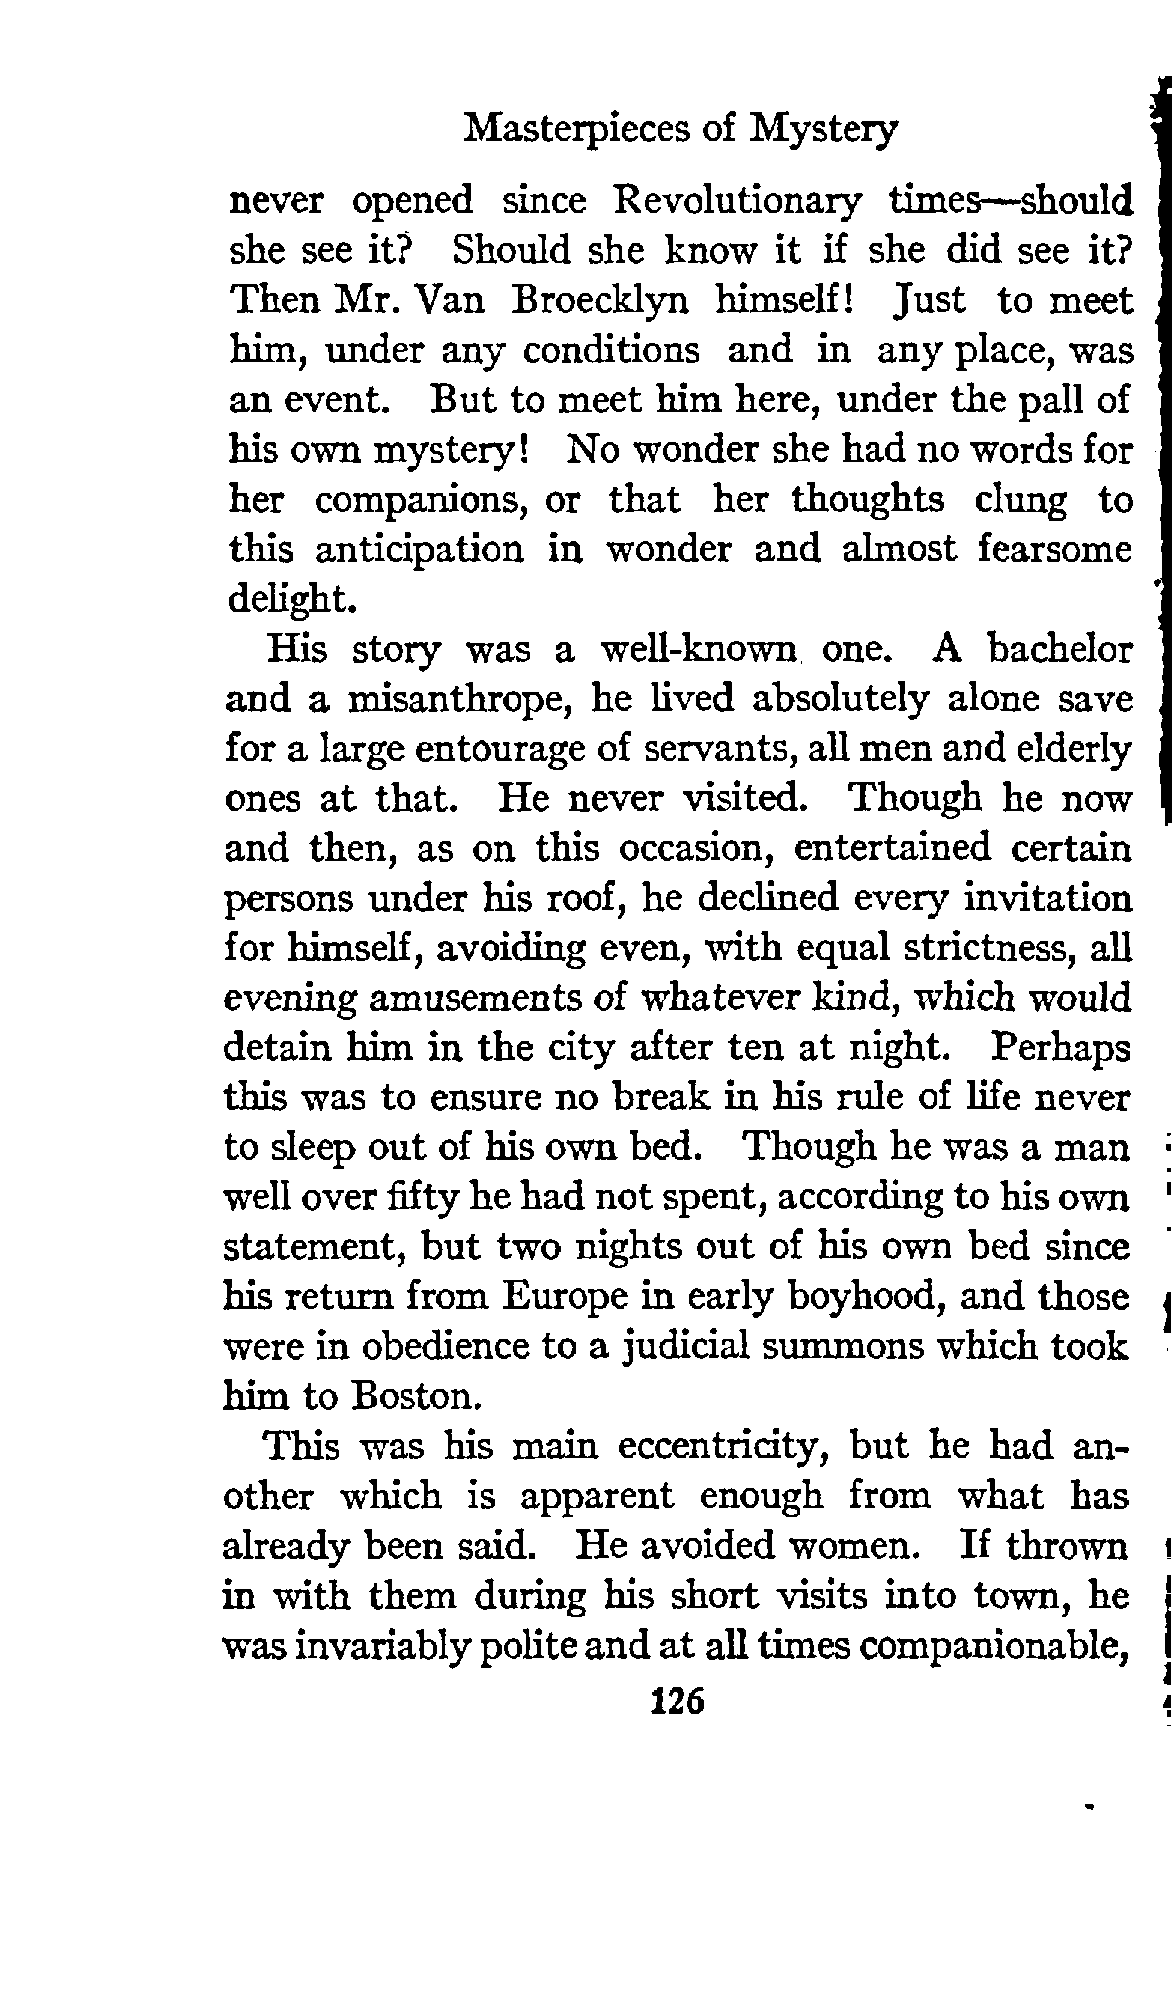 Masterpieces of Mystery
never opened since Revolutionary times—should
she see it? Should she know it if she did see it?
Then Mr. Van Broecklyn himself! Just to meet
him, under any conditions and in any place, was
an event. But to meet him here, under the pall of
his own mystery! No wonder she had no words for
her companions, or that her thoughts clung to
this anticipation in wonder and almost fearsome
delight.
His story was a well-known one. A bachelor
and a misanthrope, he lived absolutely alone save
for a large entourage of servants, all men and elderly
ones at that. He never visited. Though he now
and then, as on this occasion, entertained certain
persons under his roof, he declined every invitation
for himself, avoiding even, with equal strictness, all
evening amusements of whatever kind, which would
detain him in the city after ten at night. Perhaps
this was to ensure no break in his rule of life never
to sleep out of his own bed. Though he was a man
well over fifty he had not spent, according to his own
statement, but two nights out of his own bed since
his return from Europe in early boyhood, and those
were in obedience to a judicial summons which took
him to Boston.
This was his main eccentricity, but he had an-
other which is apparent enough from what has
already been said. He avoided women. If thrown
in with them during his short visits into town, he
was invariably polite and at all times companionable,
126